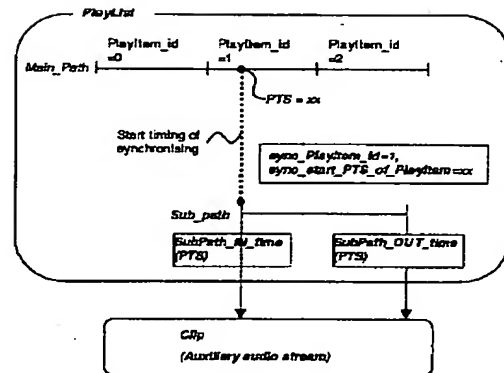 PlayList
PlayItem_id =0
PlayItem_id =1
PlayItem_id =2
Main_Path
PTS = xx
Start timing of
synchronising
sync_PlayItem_id=1,
sync_start_PTS_of_PlayItem=xx
Sub_path
SubPath_IN_time
(PTS)
SubPath_OUT_time
(PTS)
Clip
(Auxiliary audio stream)